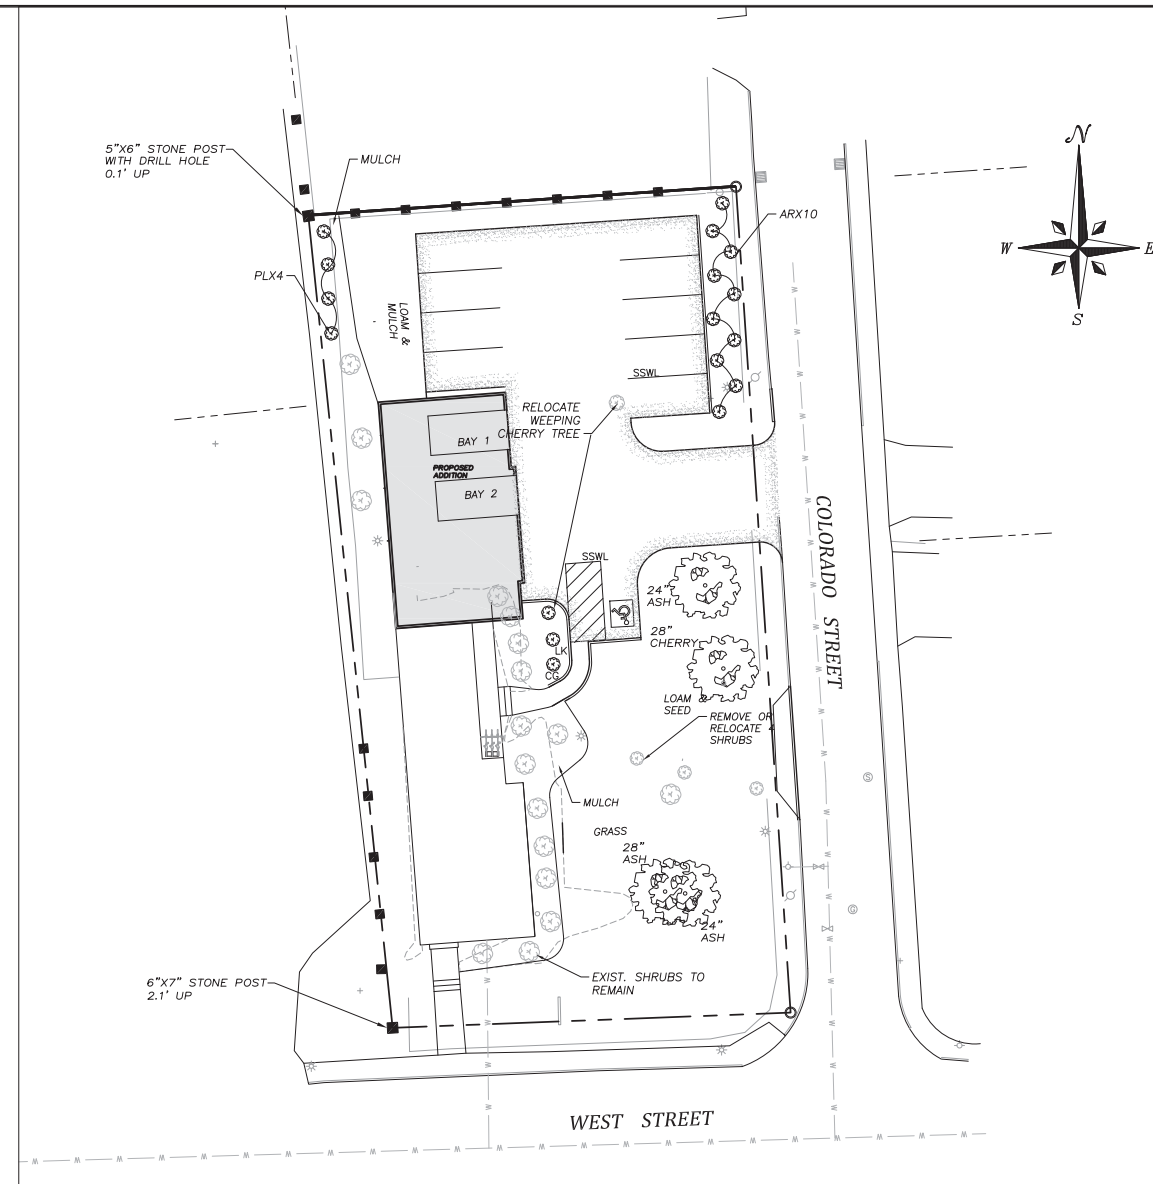 5"X6" STONE POST
WITH DRILL HOLE
0.1' UP
MULCH
N
W
E
S
ARX10
PLX4
LOAM &
MULCH
SSWL
RELOCATE
WEEPING
CHERRY TREE
BAY 1
PROPOSED
ADDITION
BAY 2
COLORADO STREET
SSWL
24"
ASH
28"
CHERRY
LK
CG
LOAM &
SEED
REMOVE OR
RELOCATE 4
SHRUBS
MULCH
GRASS
28"
ASH
24"
ASH
EXIST. SHRUBS TO
REMAIN
6"X7" STONE POST
2.1' UP
S
G
WEST STREET
W W W W W W W W W W W W W W W W W W W W W W